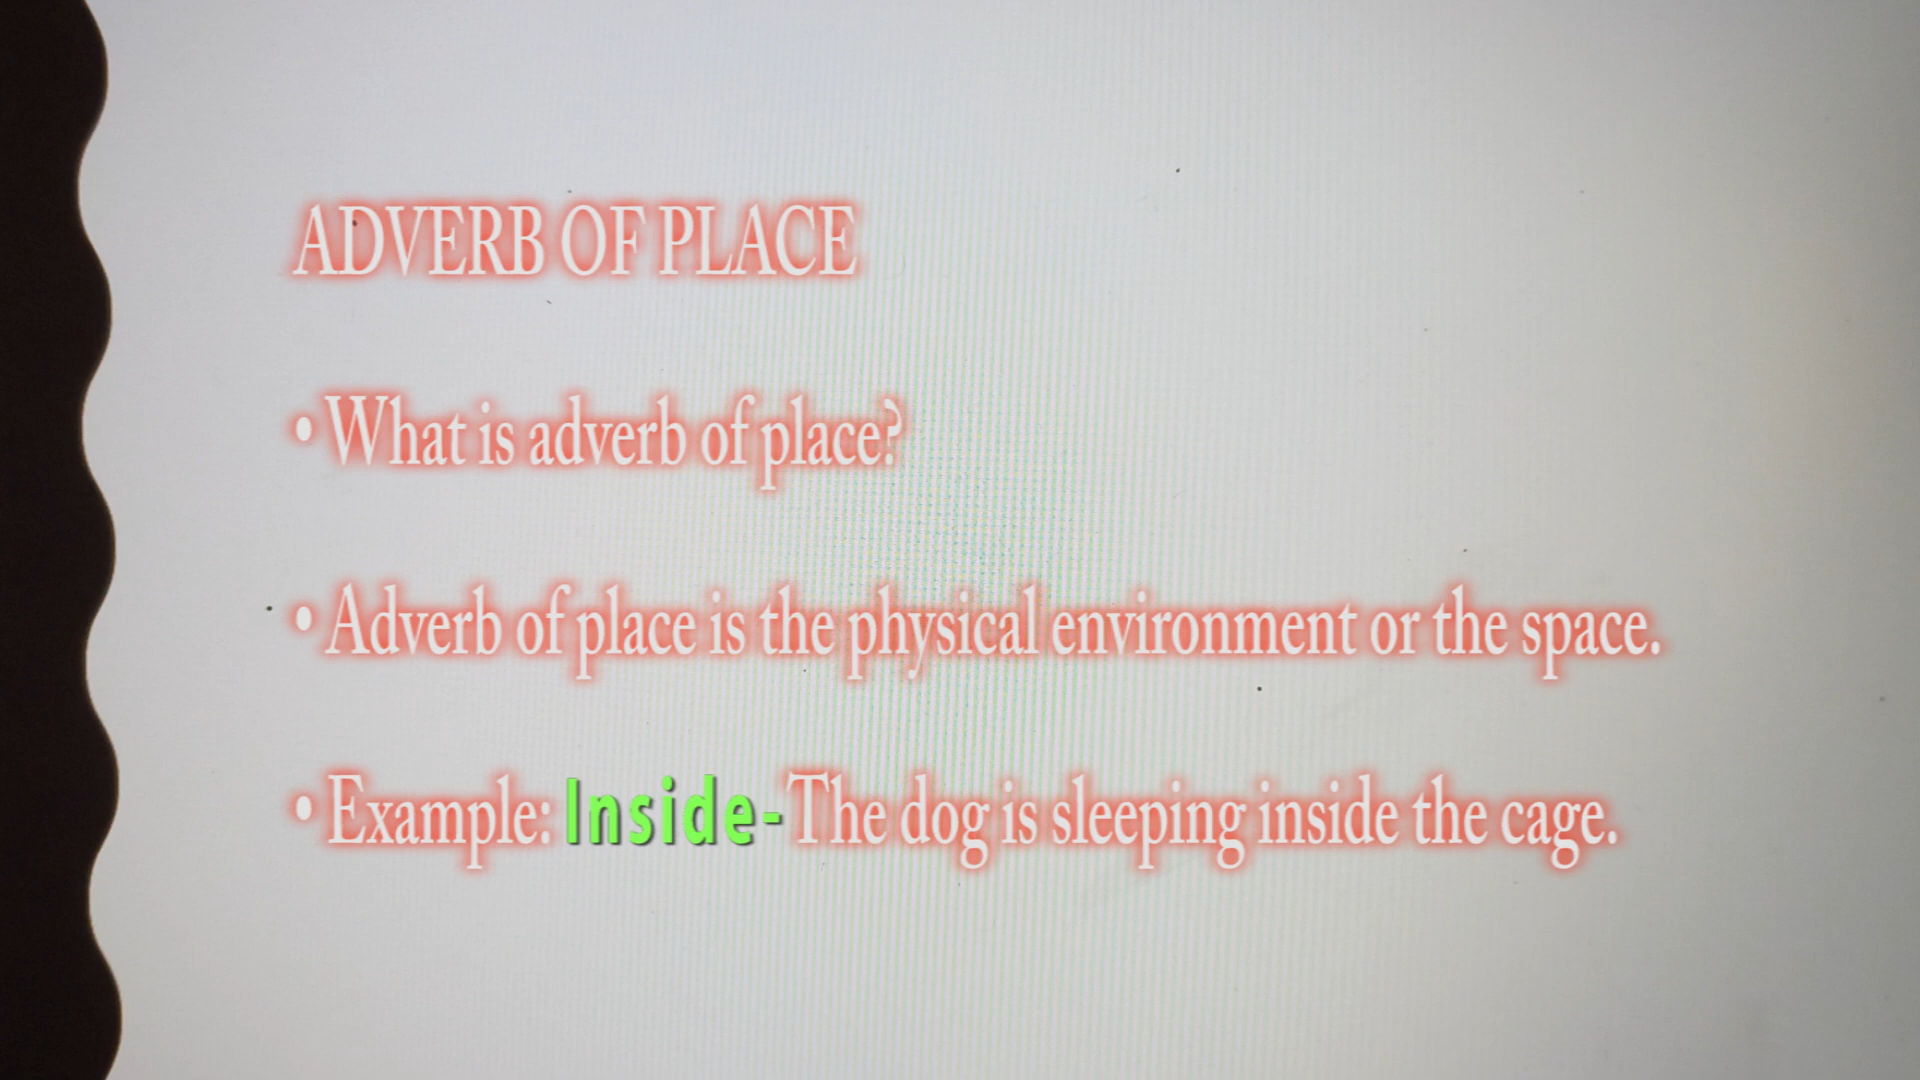 ADVERB OF PLACE
• What is adverb of place?
• Adverb of place is the physical environment or the space.
• Example: Inside- The dog is sleeping inside the cage.